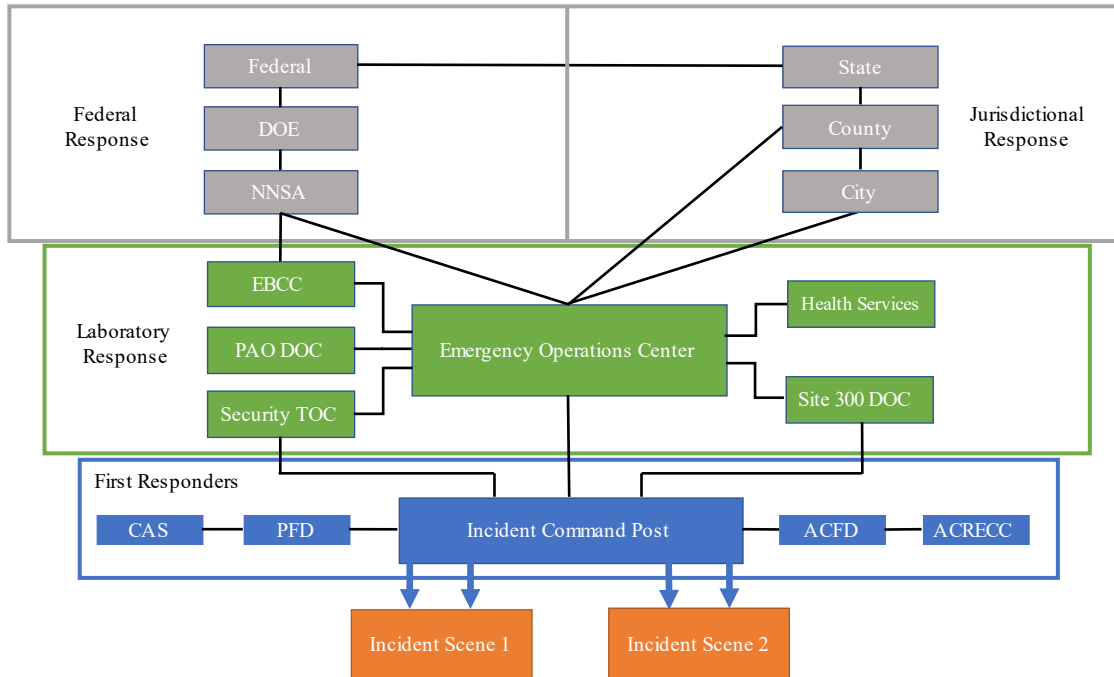 Federal
State
Federal
Response
DOE
County
Jurisdictional
Response
NNSA
City
EBCC
Health Services
Laboratory
Response
PAO DOC
Emergency Operations Center
Security TOC
Site 300 DOC
First Responders
CAS
PFD
Incident Command Post
ACFD
ACRECC
Incident Scene 1
Incident Scene 2